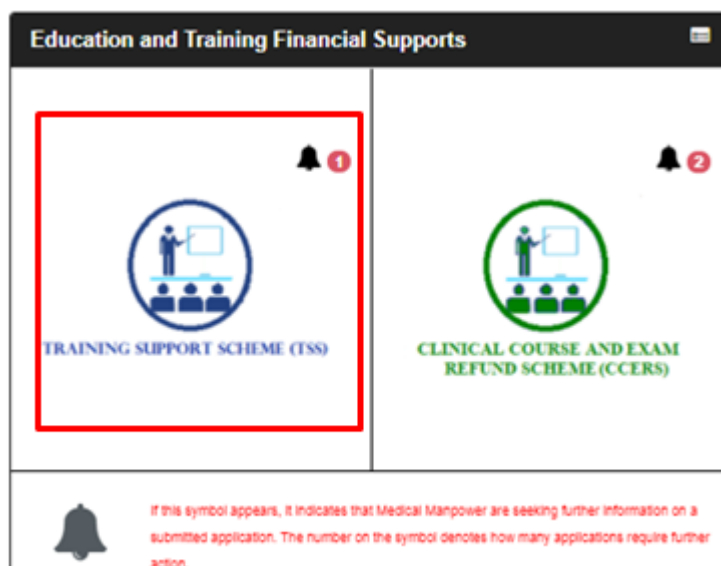 Education and Training Financial Supports
1
2
TRAINING SUPPORT SCHEME (TSS)
CLINICAL COURSE AND EXAM
REFUND SCHEME (CCERS)
If this symbol appears, it indicates that Medical Manpower are seeking further information on a
submitted application. The number on the symbol denotes how many applications require further
action